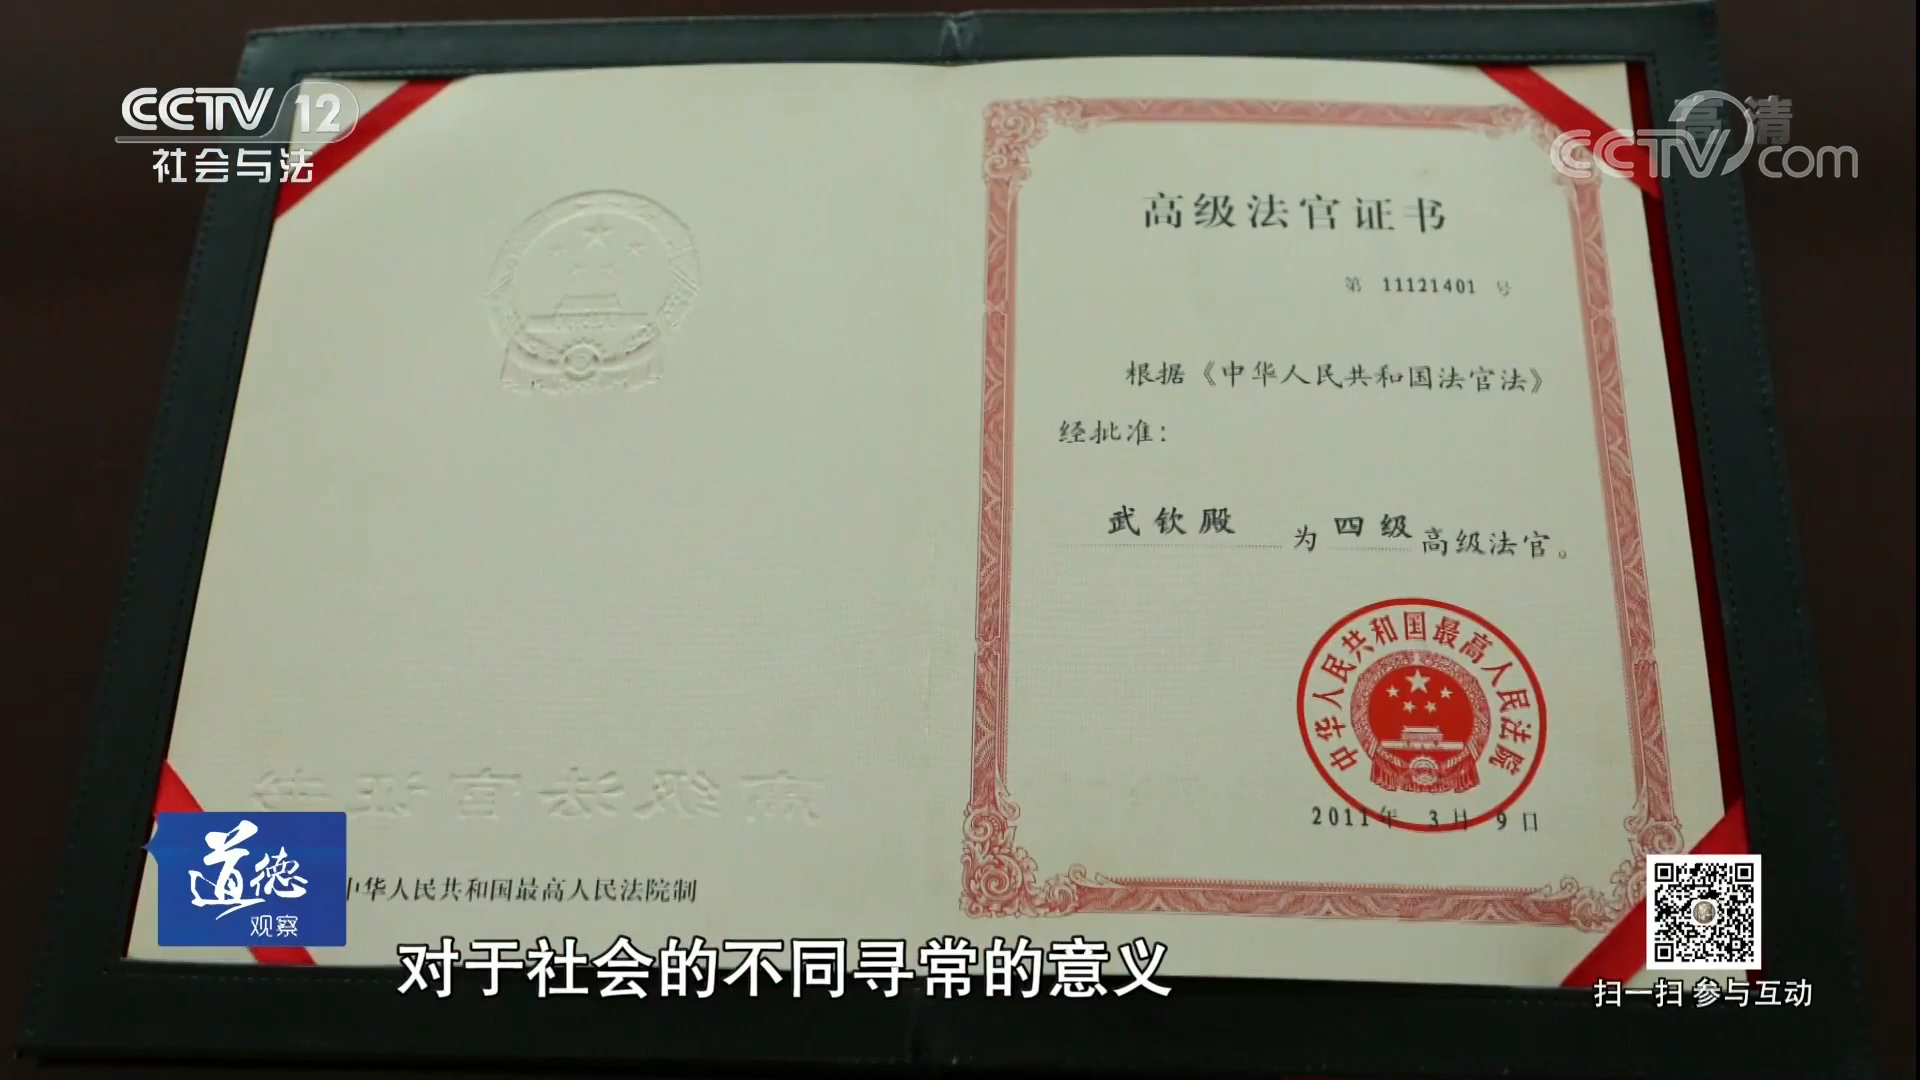 CCTV 12
社会与法
高清
CCTV com
高级法官证书
第 11121401 号
根据《中华人民共和国法官法》
经批准：
武钦殿 为 四级 高级法官。
中华人民共和国最高人民法院
2011年 3月 9日
高级法官证书
中华人民共和国最高人民法院制
道德
观察
对于社会的不同寻常的意义
扫一扫 参与互动